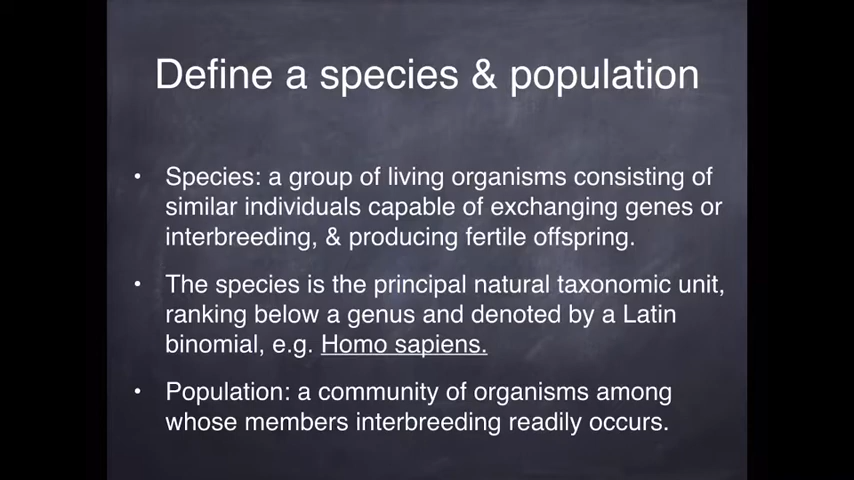 Define a species & population
• Species: a group of living organisms consisting of
similar individuals capable of exchanging genes or
interbreeding, & producing fertile offspring.
• The species is the principal natural taxonomic unit,
ranking below a genus and denoted by a Latin
binomial, e.g. Homo sapiens.
• Population: a community of organisms among
whose members interbreeding readily occurs.